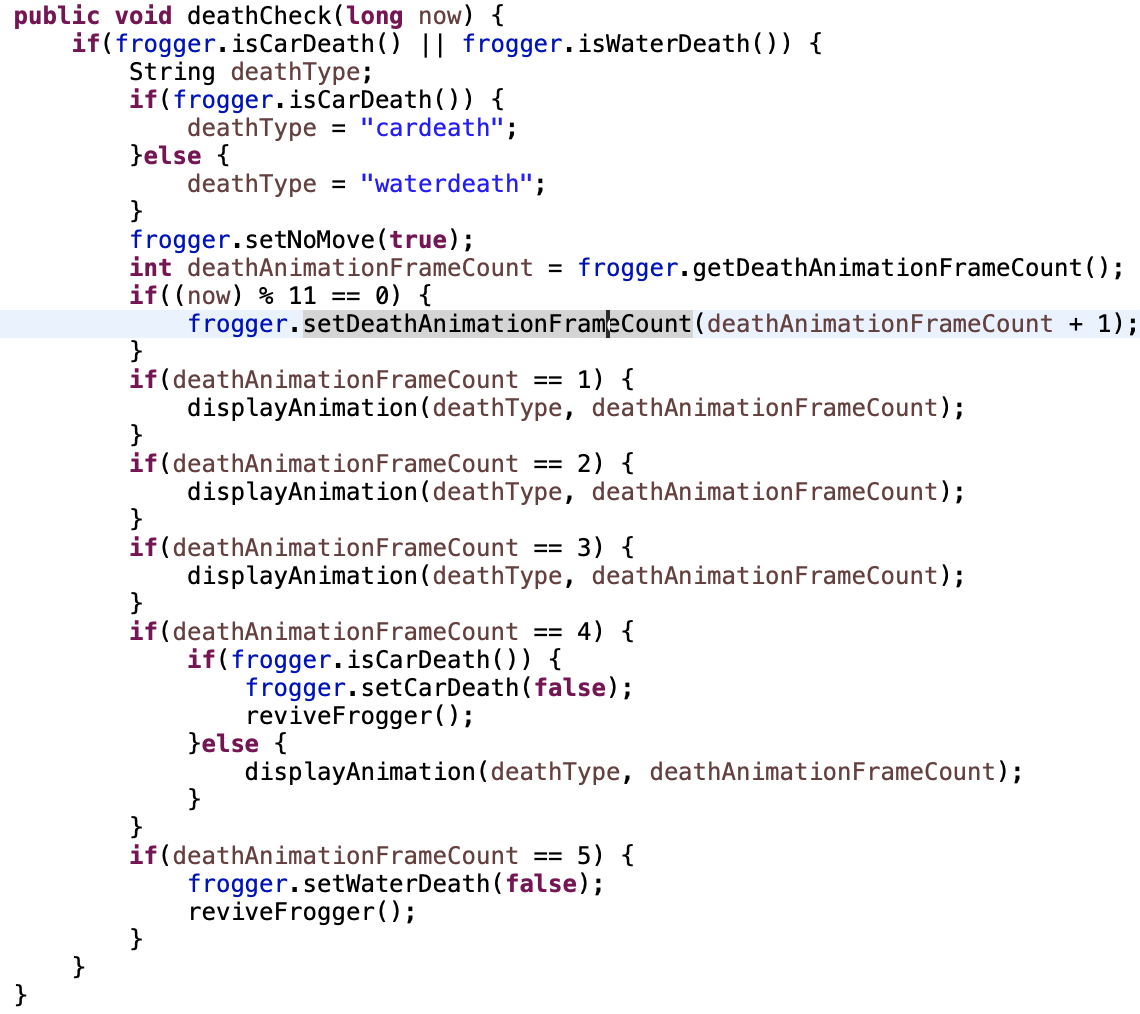 public void deathCheck(long now) {
    if(frogger.isCarDeath() || frogger.isWaterDeath()) {
        String deathType;
        if(frogger.isCarDeath()) {
            deathType = "cardeath";
        }else {
            deathType = "waterdeath";
        }
        frogger.setNoMove(true);
        int deathAnimationFrameCount = frogger.getDeathAnimationFrameCount();
        if((now) % 11 == 0) {
            frogger.setDeathAnimationFrameCount(deathAnimationFrameCount + 1);
        }
        if(deathAnimationFrameCount == 1) {
            displayAnimation(deathType, deathAnimationFrameCount);
        }
        if(deathAnimationFrameCount == 2) {
            displayAnimation(deathType, deathAnimationFrameCount);
        }
        if(deathAnimationFrameCount == 3) {
            displayAnimation(deathType, deathAnimationFrameCount);
        }
        if(deathAnimationFrameCount == 4) {
            if(frogger.isCarDeath()) {
                frogger.setCarDeath(false);
                reviveFrogger();
            }else {
                displayAnimation(deathType, deathAnimationFrameCount);
            }
        }
        if(deathAnimationFrameCount == 5) {
            frogger.setWaterDeath(false);
            reviveFrogger();
        }
    }
}